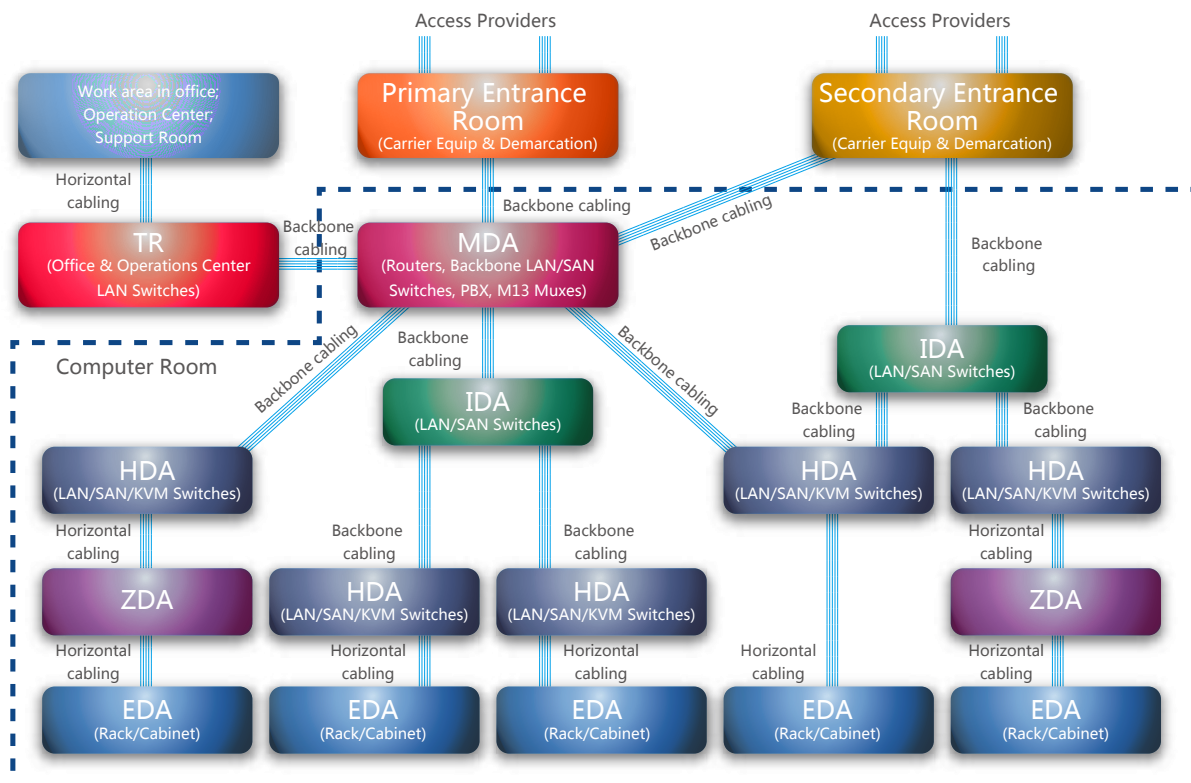 Access Providers
Access Providers
Work area in office;
Operation Center;
Support Room
Primary Entrance
Room
(Carrier Equip & Demarcation)
Secondary Entrance
Room
(Carrier Equip & Demarcation)
Horizontal
cabling
Backbone cabling
Backbone cabling
TR
(Office & Operations Center
LAN Switches)
Backbone
cabling
MDA
(Routers, Backbone LAN/SAN
Switches, PBX, M13 Muxes)
Backbone
cabling
Computer Room
Backbone cabling
Backbone
cabling
Backbone cabling
IDA
(LAN/SAN Switches)
IDA
(LAN/SAN Switches)
Backbone
cabling
Backbone
cabling
HDA
(LAN/SAN/KVM Switches)
HDA
(LAN/SAN/KVM Switches)
HDA
(LAN/SAN/KVM Switches)
Horizontal
cabling
Backbone
cabling
Backbone
cabling
Horizontal
cabling
ZDA
HDA
(LAN/SAN/KVM Switches)
HDA
(LAN/SAN/KVM Switches)
ZDA
Horizontal
cabling
Horizontal
cabling
Horizontal
cabling
Horizontal
cabling
Horizontal
cabling
EDA
(Rack/Cabinet)
EDA
(Rack/Cabinet)
EDA
(Rack/Cabinet)
EDA
(Rack/Cabinet)
EDA
(Rack/Cabinet)